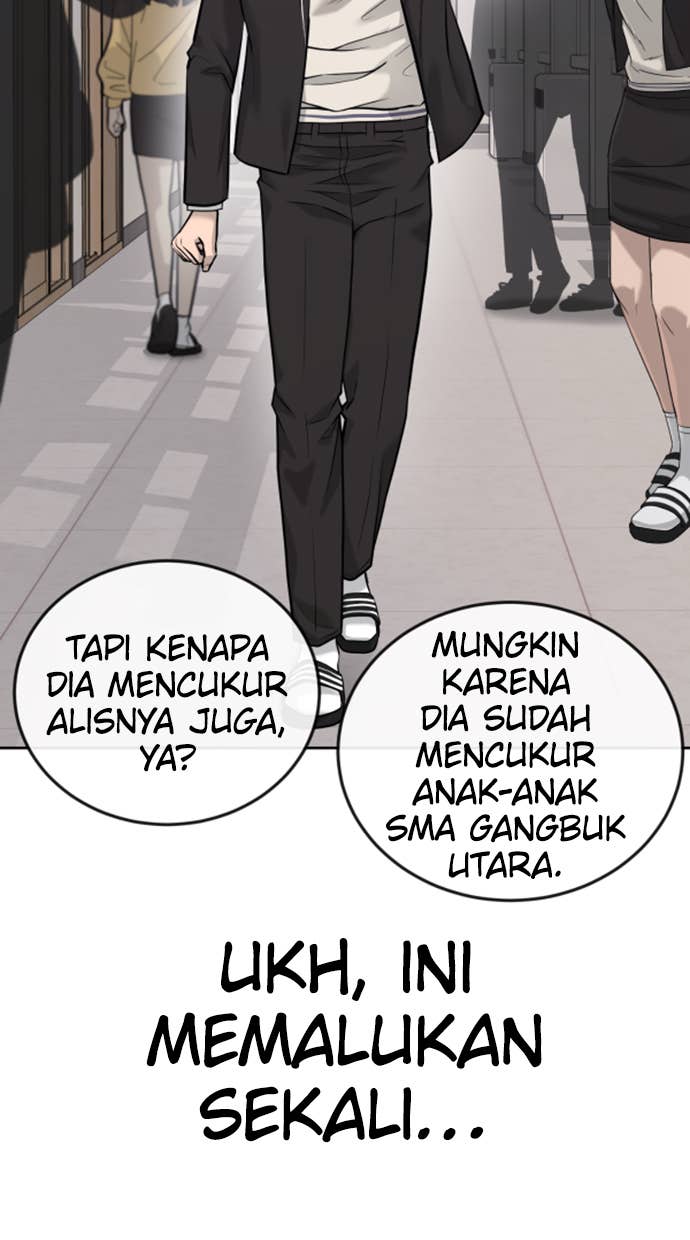 TAPI KENAPA
DIA MENCUKUR
ALISNYA JUGA,
YA?
MUNGKIN
KARENA
DIA SUDAH
MENCUKUR
ANAK-ANAK
SMA GANGBUK
UTARA.
UKH, INI
MEMALUKAN
SEKALI...